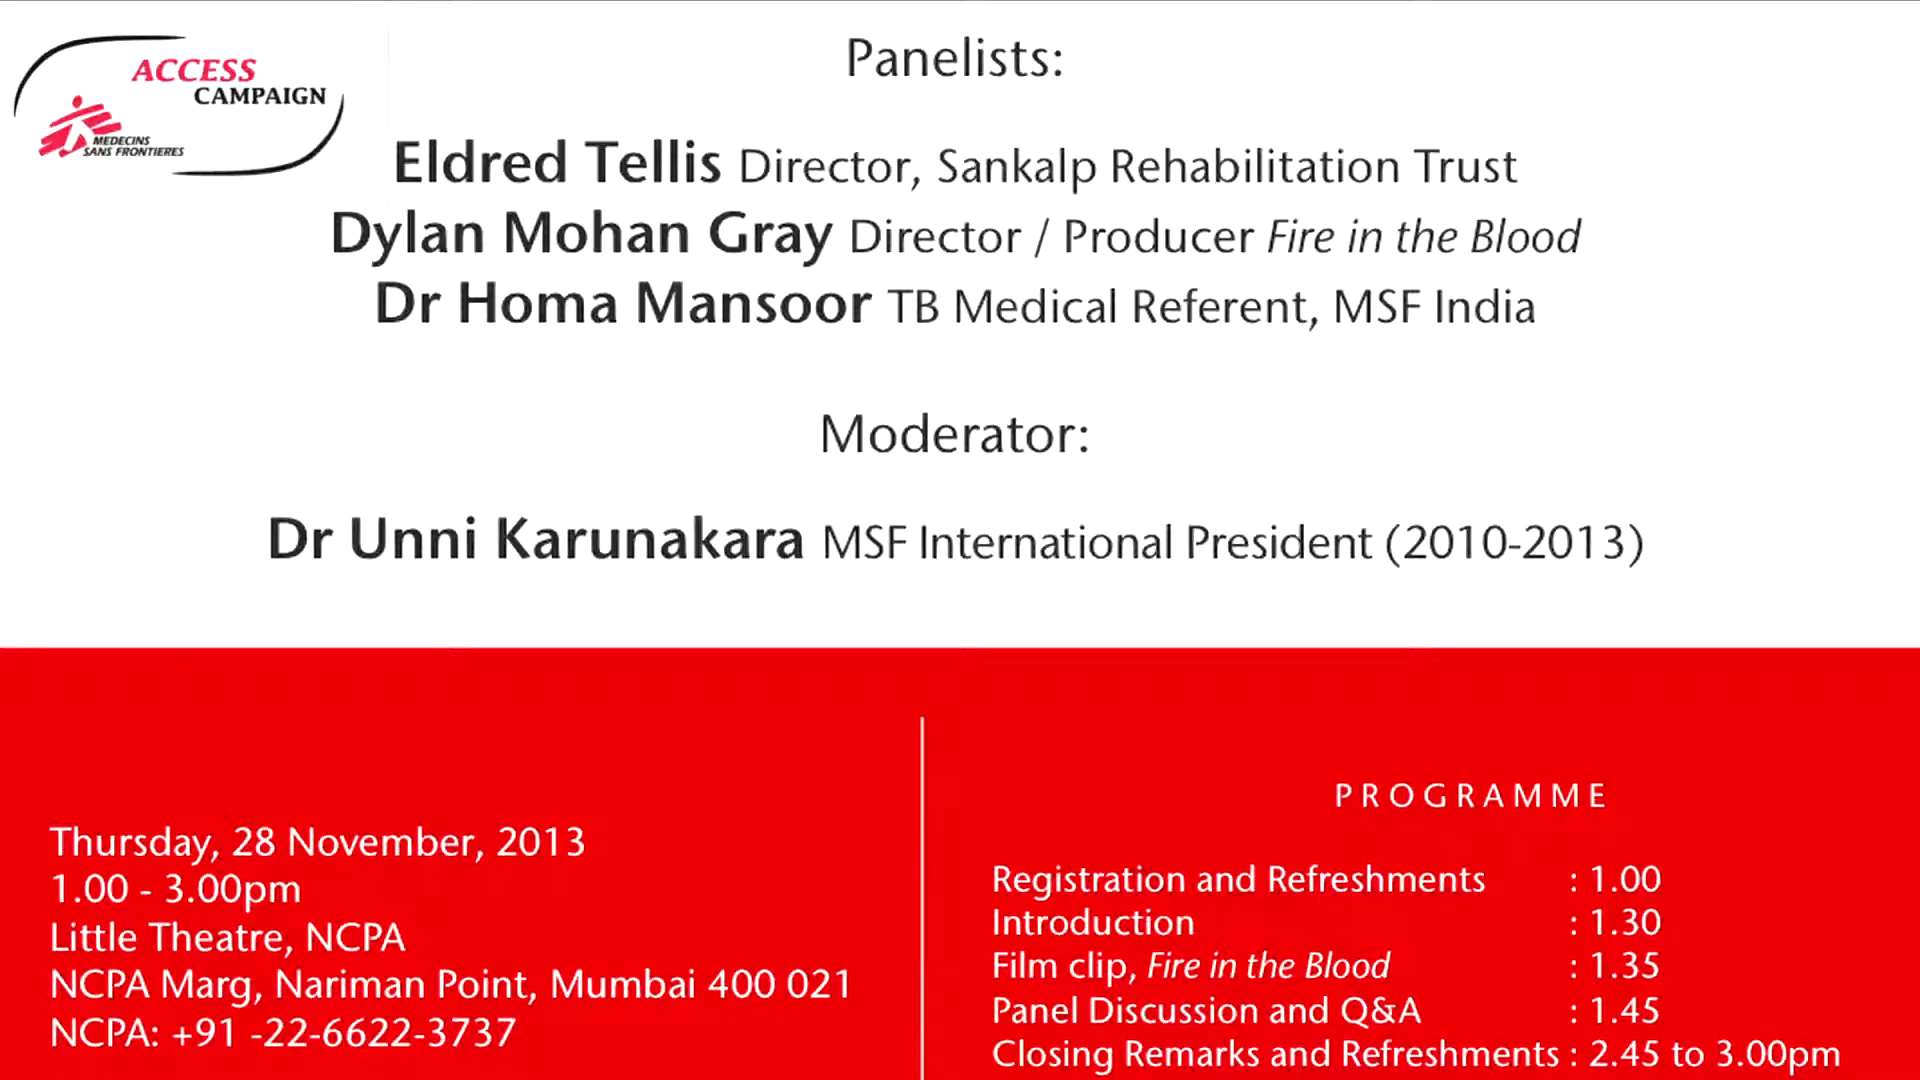 ACCESS
CAMPAIGN
MEDECINS
SANS FRONTIERES
Panelists:
Eldred Tellis Director, Sankalp Rehabilitation Trust
Dylan Mohan Gray Director / Producer Fire in the Blood
Dr Homa Mansoor TB Medical Referent, MSF India
Moderator:
Dr Unni Karunakara MSF International President (2010-2013)
Thursday, 28 November, 2013
1.00 - 3.00pm
Little Theatre, NCPA
NCPA Marg, Nariman Point, Mumbai 400 021
NCPA: +91 -22-6622-3737
PROGRAMME
Registration and Refreshments : 1.00
Introduction : 1.30
Film clip, Fire in the Blood : 1.35
Panel Discussion and Q&A : 1.45
Closing Remarks and Refreshments : 2.45 to 3.00pm